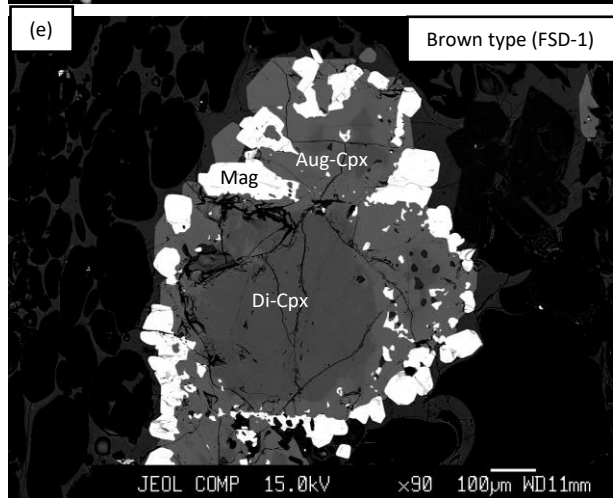 (e)
Brown type (FSD-1)
Aug-Cpx
Mag
Di-Cpx
JEOL COMP 15.0kV ×90 100µm WD11mm